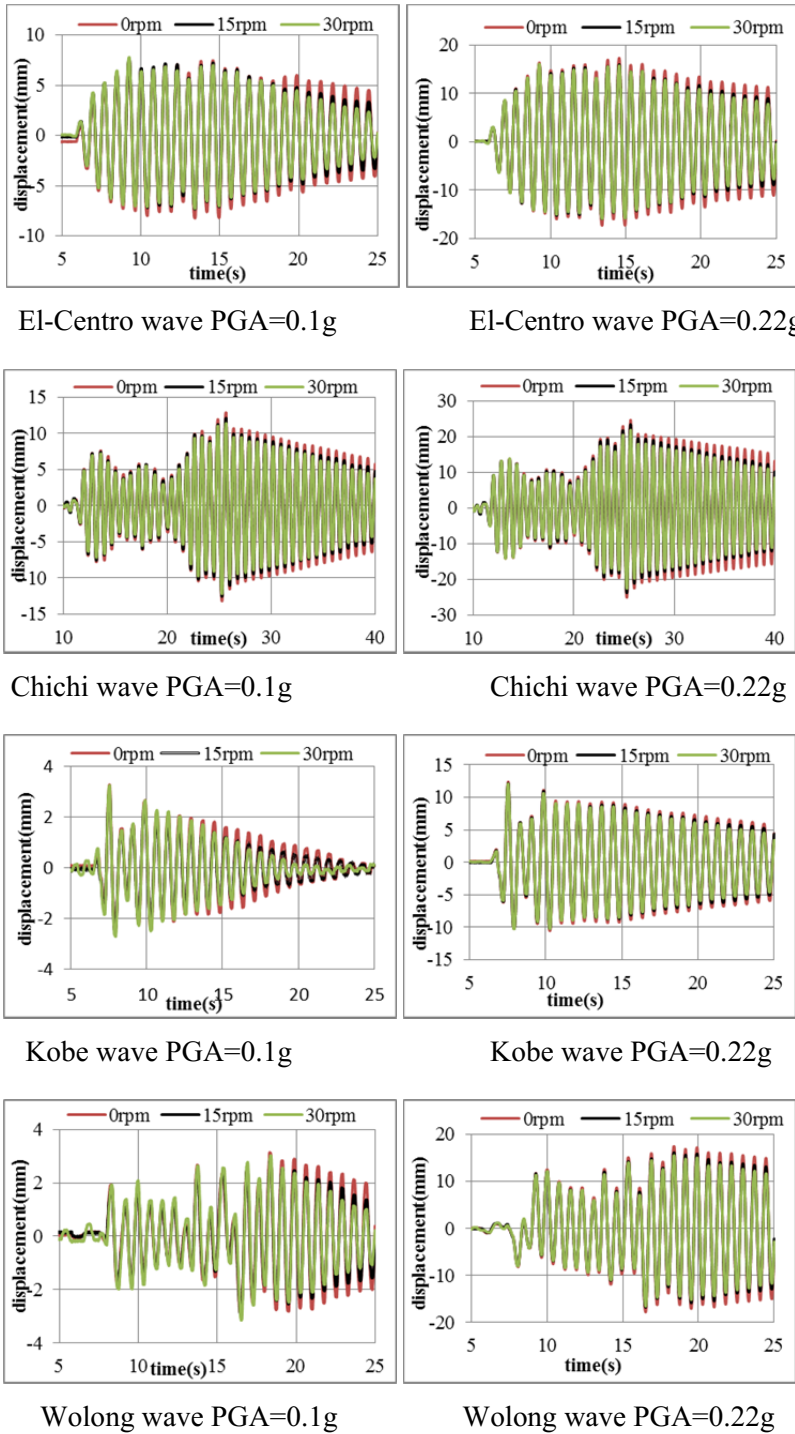 0rpm 15rpm 30rpm
10
5
0
-5
-10
displacement(mm)
5 10 15 20 25
time(s)
0rpm 15rpm 30rpm
20
10
0
-10
-20
displacement(mm)
5 10 15 20 25
time(s)
El-Centro wave PGA=0.1g
El-Centro wave PGA=0.22g
0rpm 15rpm 30rpm
15
10
5
0
-5
-10
-15
displacement(mm)
10 20 time(s) 30 40
0rpm 15rpm 30rpm
30
20
10
0
-10
-20
-30
displacement(mm)
10 20 time(s) 30 40
Chichi wave PGA=0.1g
Chichi wave PGA=0.22g
0rpm 15rpm 30rpm
4
2
0
-2
-4
displacement(mm)
5 10 15 20 25
time(s)
0rpm 15rpm 30rpm
15
10
5
0
-5
-10
-15
displacement(mm)
5 10 15 20 25
time(s)
Kobe wave PGA=0.1g
Kobe wave PGA=0.22g
0rpm 15rpm 30rpm
4
2
0
-2
-4
displacement(mm)
5 10 time(s)15 20 25
0rpm 15rpm 30rpm
20
10
0
-10
-20
displacement(mm)
5 10 15 20 25
time(s)
Wolong wave PGA=0.1g
Wolong wave PGA=0.22g